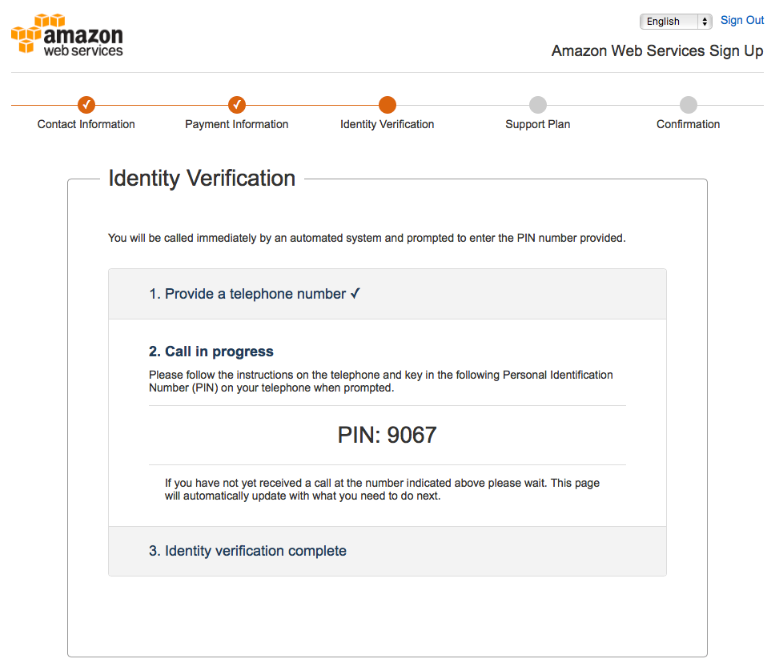 amazon
web services
English
Sign Out
Amazon Web Services Sign Up
Contact Information
Payment Information
Identity Verification
Support Plan
Confirmation
Identity Verification
You will be called immediately by an automated system and prompted to enter the PIN number provided.
1. Provide a telephone number ✓
2. Call in progress
Please follow the instructions on the telephone and key in the following Personal Identification
Number (PIN) on your telephone when prompted.
PIN: 9067
If you have not yet received a call at the number indicated above please wait. This page
will automatically update with what you need to do next.
3. Identity verification complete